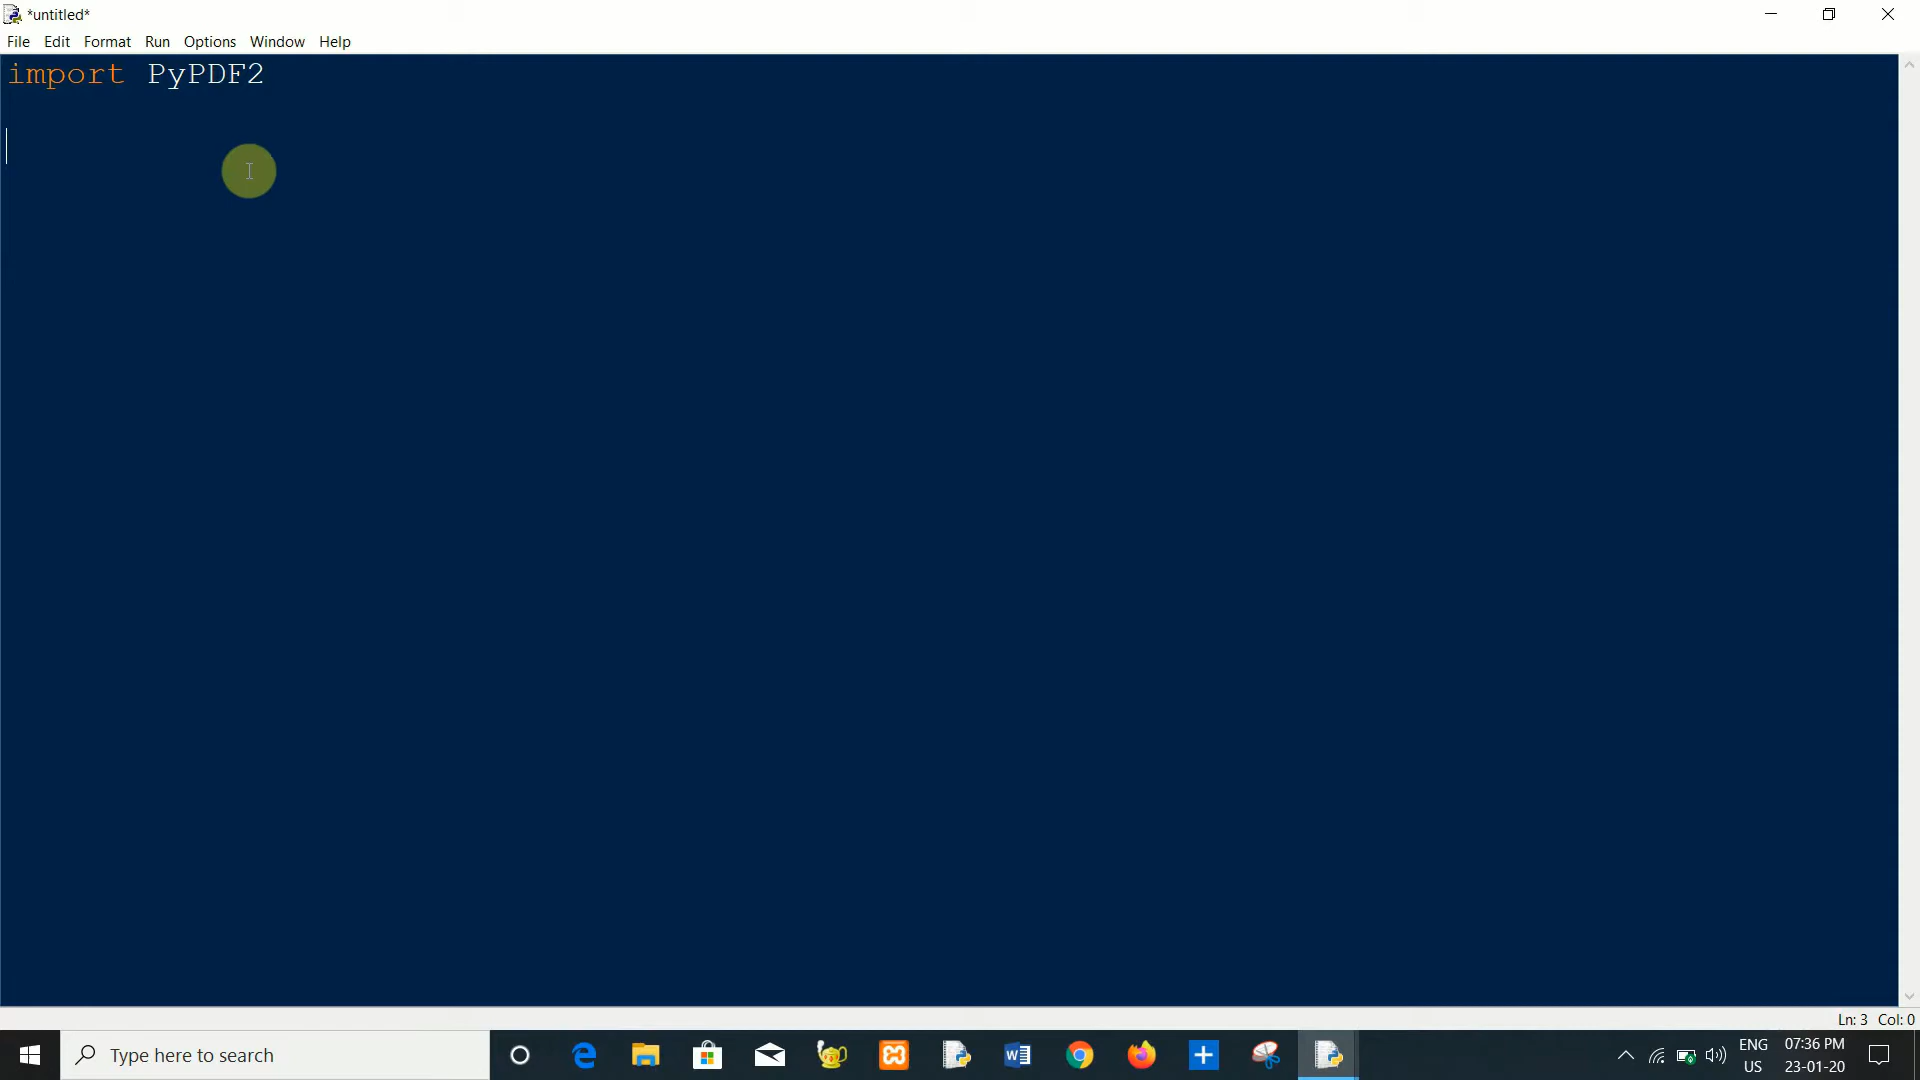 *untitled*
File Edit Format Run Options Window Help
import PyPDF2
Ln: 3 Col: 0
Type here to search
ENG
US
07:36 PM
23-01-20